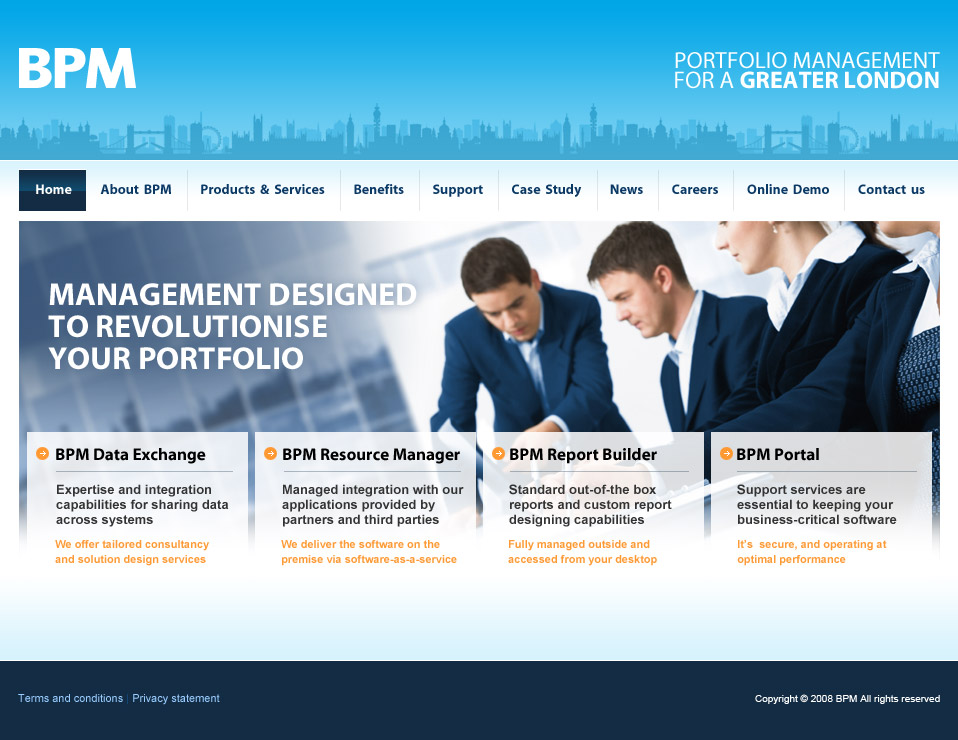 BPM
PORTFOLIO MANAGEMENT
FOR A GREATER LONDON
Home
About BPM
Products & Services
Benefits
Support
Case Study
News
Careers
Online Demo
Contact us
MANAGEMENT DESIGNED
TO REVOLUTIONISE
YOUR PORTFOLIO
BPM Data Exchange
Expertise and integration
capabilities for sharing data
across systems
We offer tailored consultancy
and solution design services
BPM Resource Manager
Managed integration with our
applications provided by
partners and third parties
We deliver the software on the
premise via software-as-a-service
BPM Report Builder
Standard out-of-the box
reports and custom report
designing capabilities
Fully managed outside and
accessed from your desktop
BPM Portal
Support services are
essential to keeping your
business-critical software
It's secure, and operating at
optimal performance
Terms and conditions | Privacy statement
Copyright © 2008 BPM All rights reserved